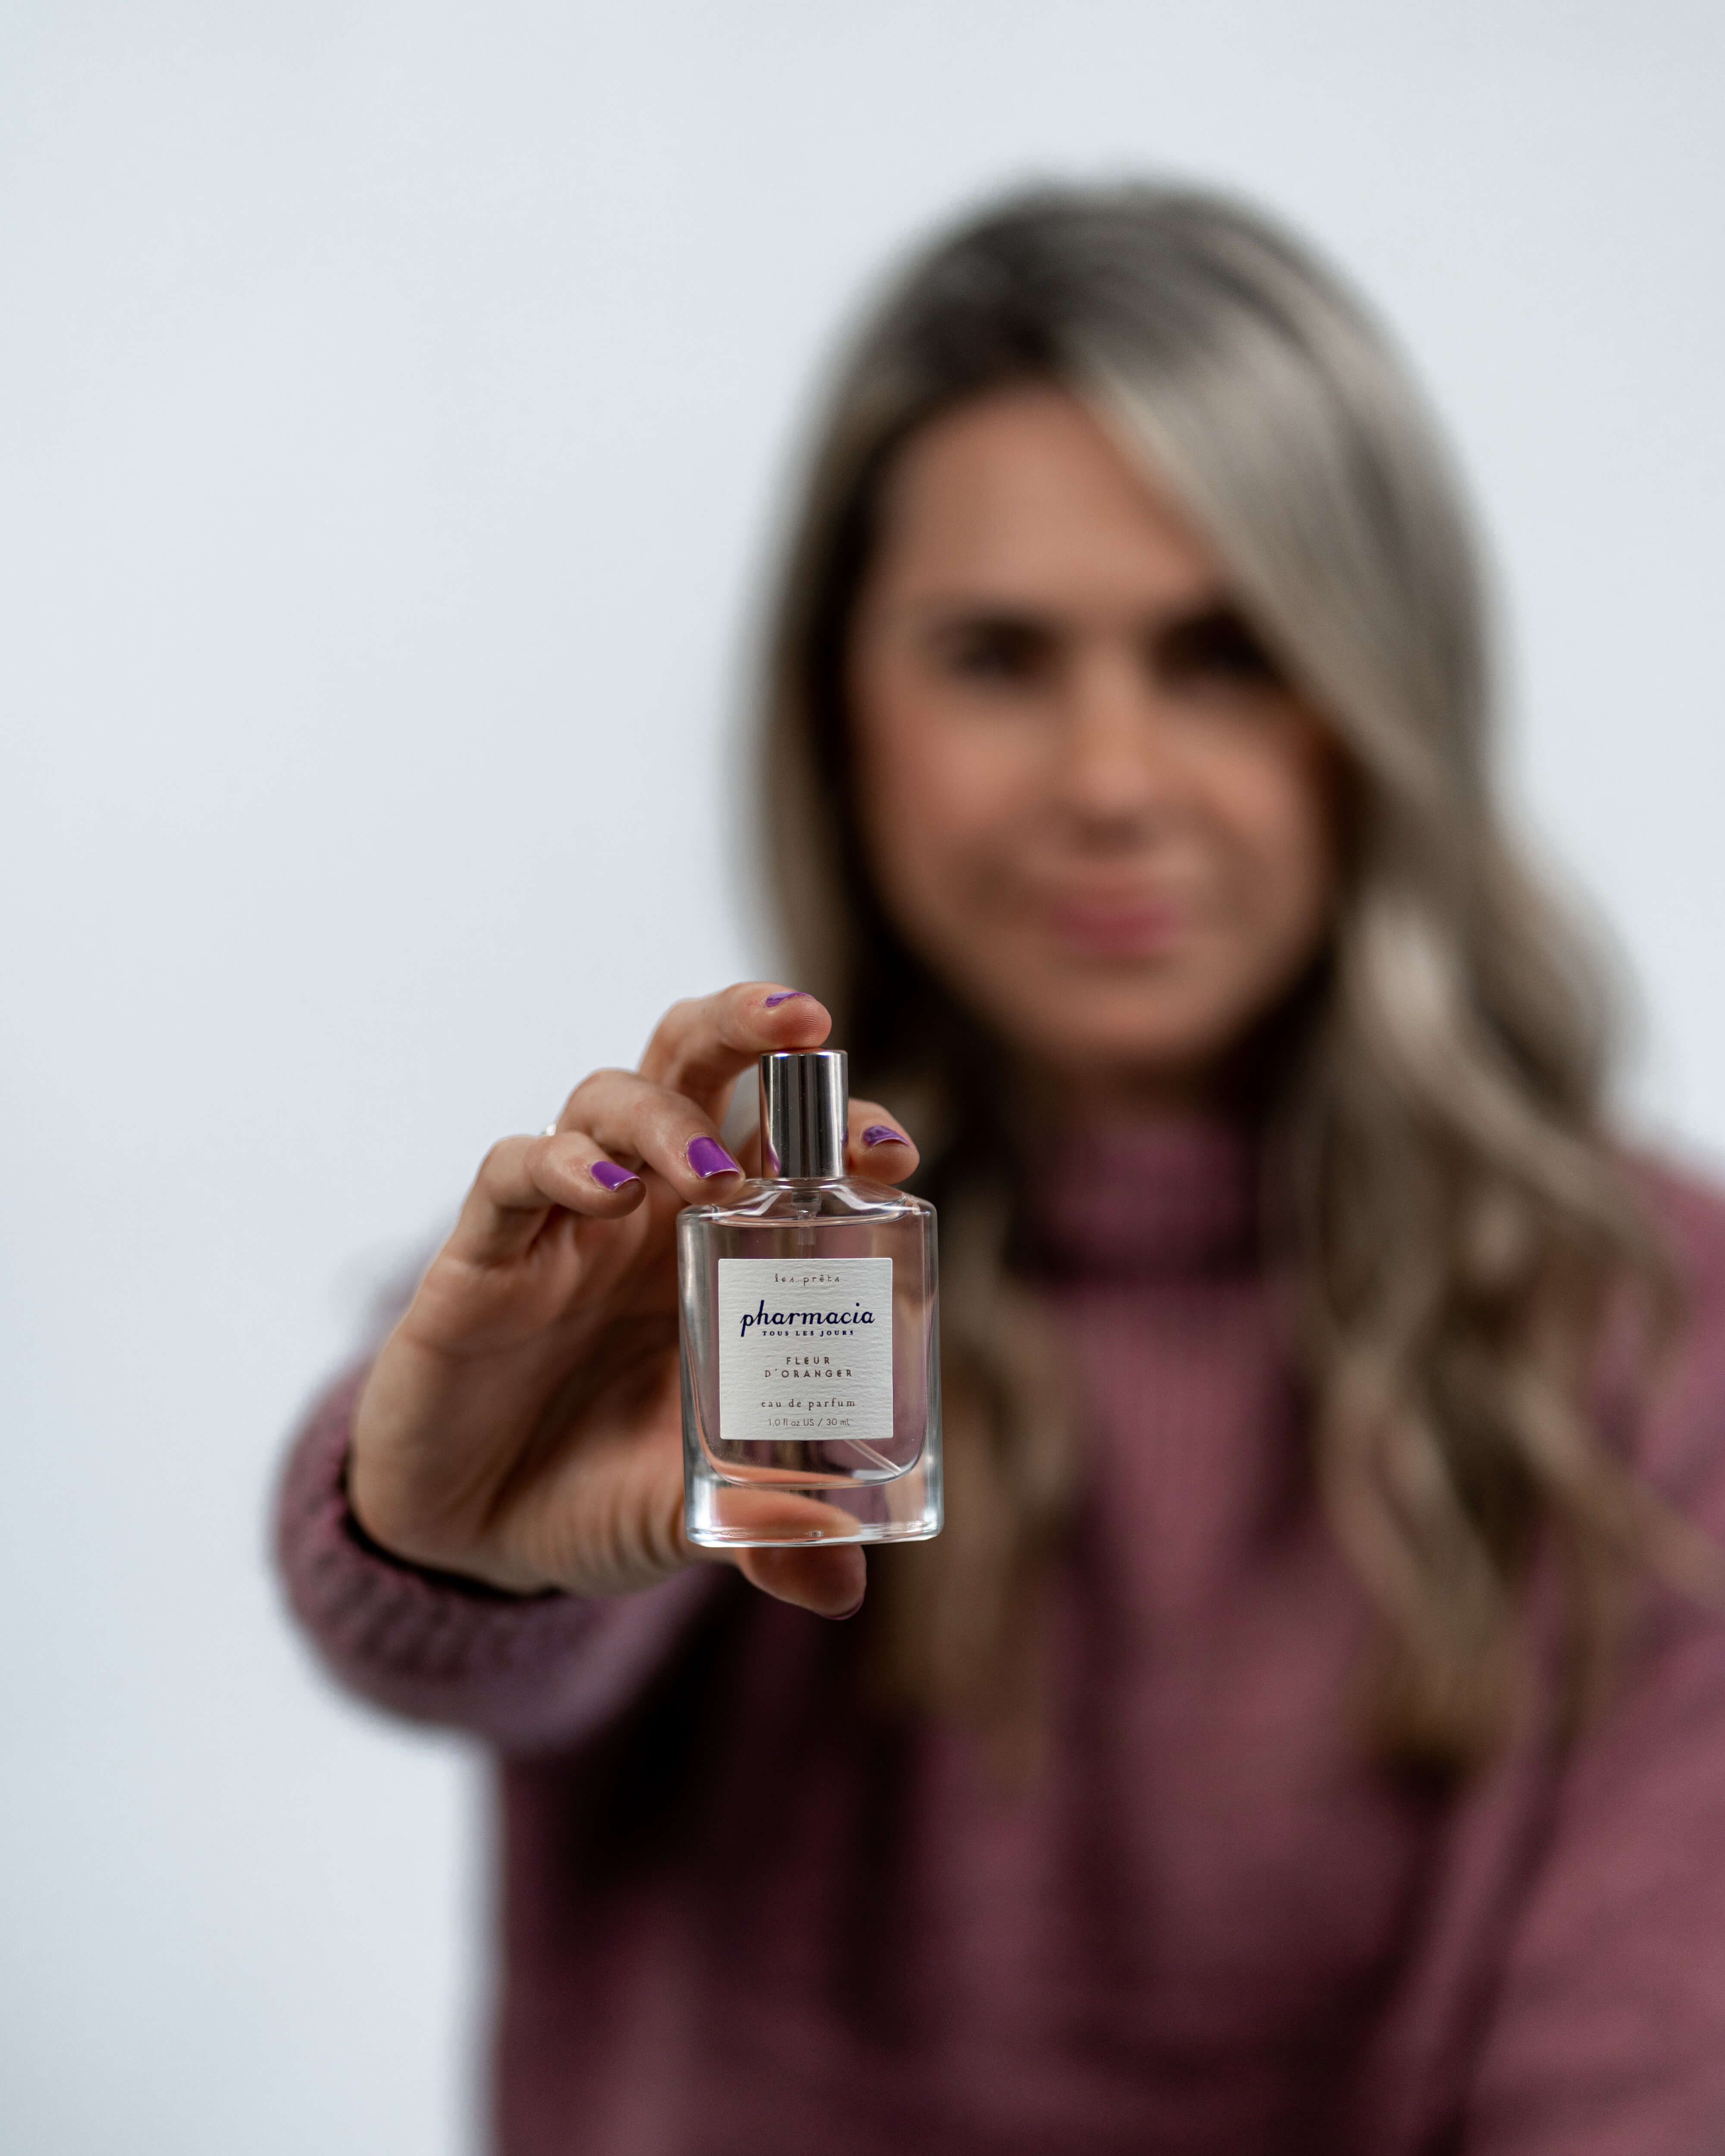 les prêts
pharmacia
TOUS LES JOURS
FLEUR
D'ORANGER
eau de parfum
1.0 fl oz US / 30 mL